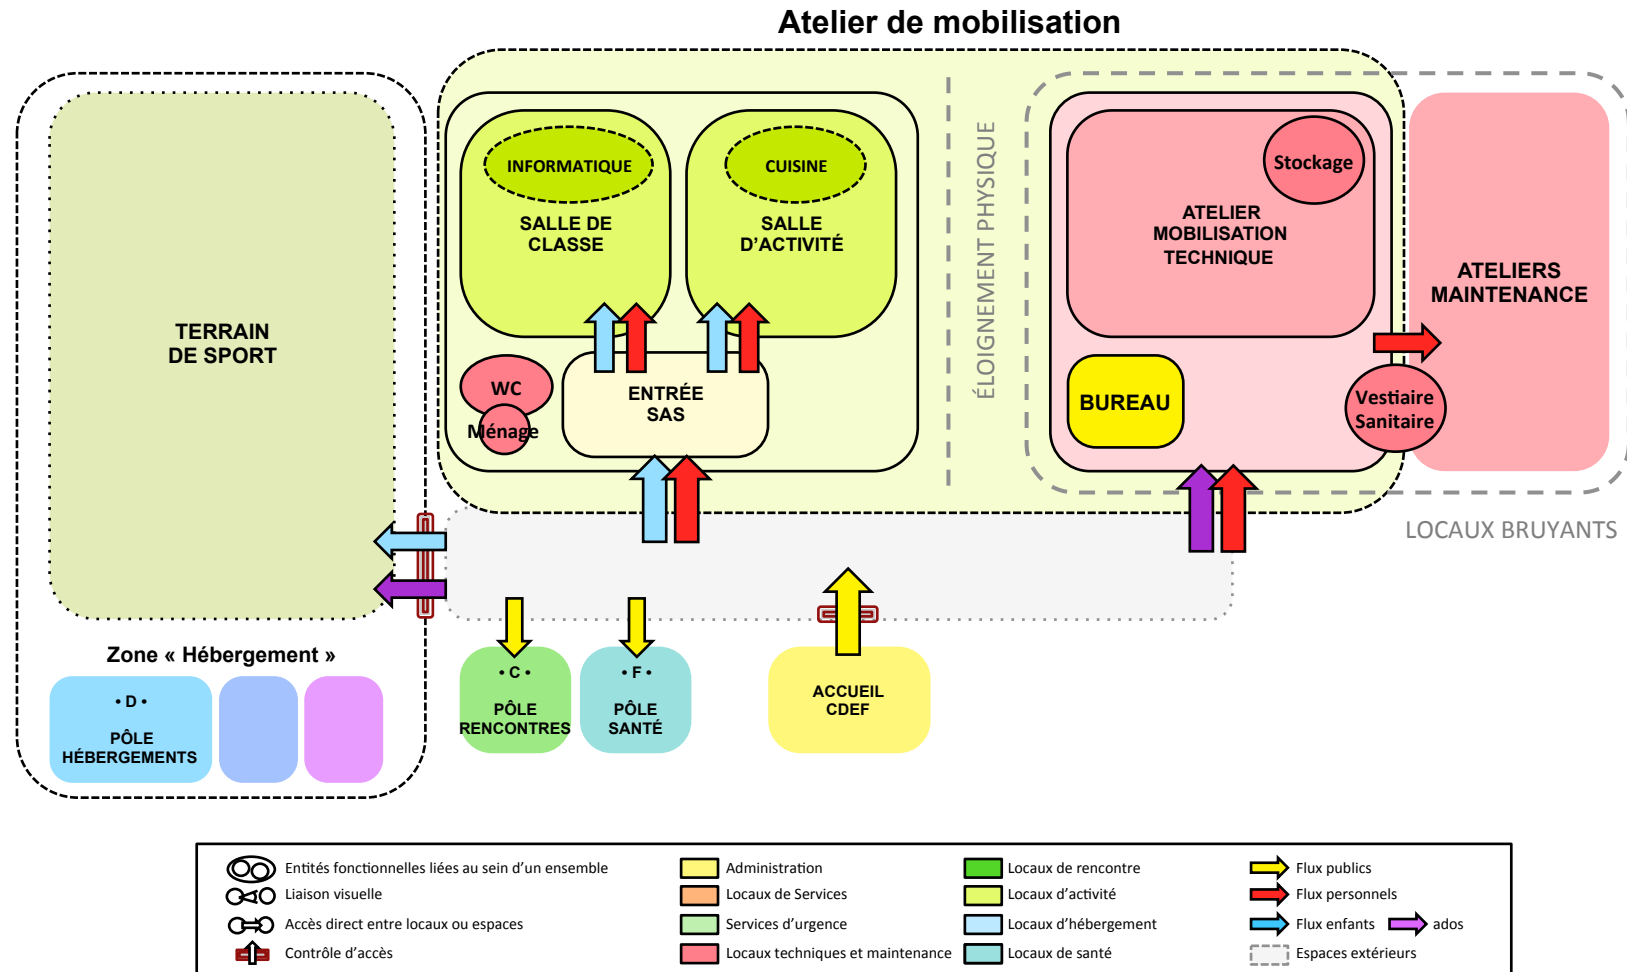 Atelier de mobilisation
INFORMATIQUE
SALLE DE
CLASSE
CUISINE
SALLE
D'ACTIVITÉ
ÉLOIGNEMENT PHYSIQUE
Stockage
ATELIER
MOBILISATION
TECHNIQUE
ATELIERS
MAINTENANCE
TERRAIN
DE SPORT
WC
Ménage
ENTRÉE
SAS
BUREAU
Vestiaire
Sanitaire
LOCAUX BRUYANTS
Zone « Hébergement »
• D •
PÔLE
HÉBERGEMENTS
• C •
PÔLE
RENCONTRES
• F •
PÔLE
SANTÉ
ACCUEIL
CDEF
Entités fonctionnelles liées au sein d'un ensemble
Liaison visuelle
Accès direct entre locaux ou espaces
Contrôle d'accès
Administration
Locaux de Services
Services d'urgence
Locaux techniques et maintenance
Locaux de rencontre
Locaux d'activité
Locaux d'hébergement
Locaux de santé
Flux publics
Flux personnels
Flux enfants
ados
Espaces extérieurs